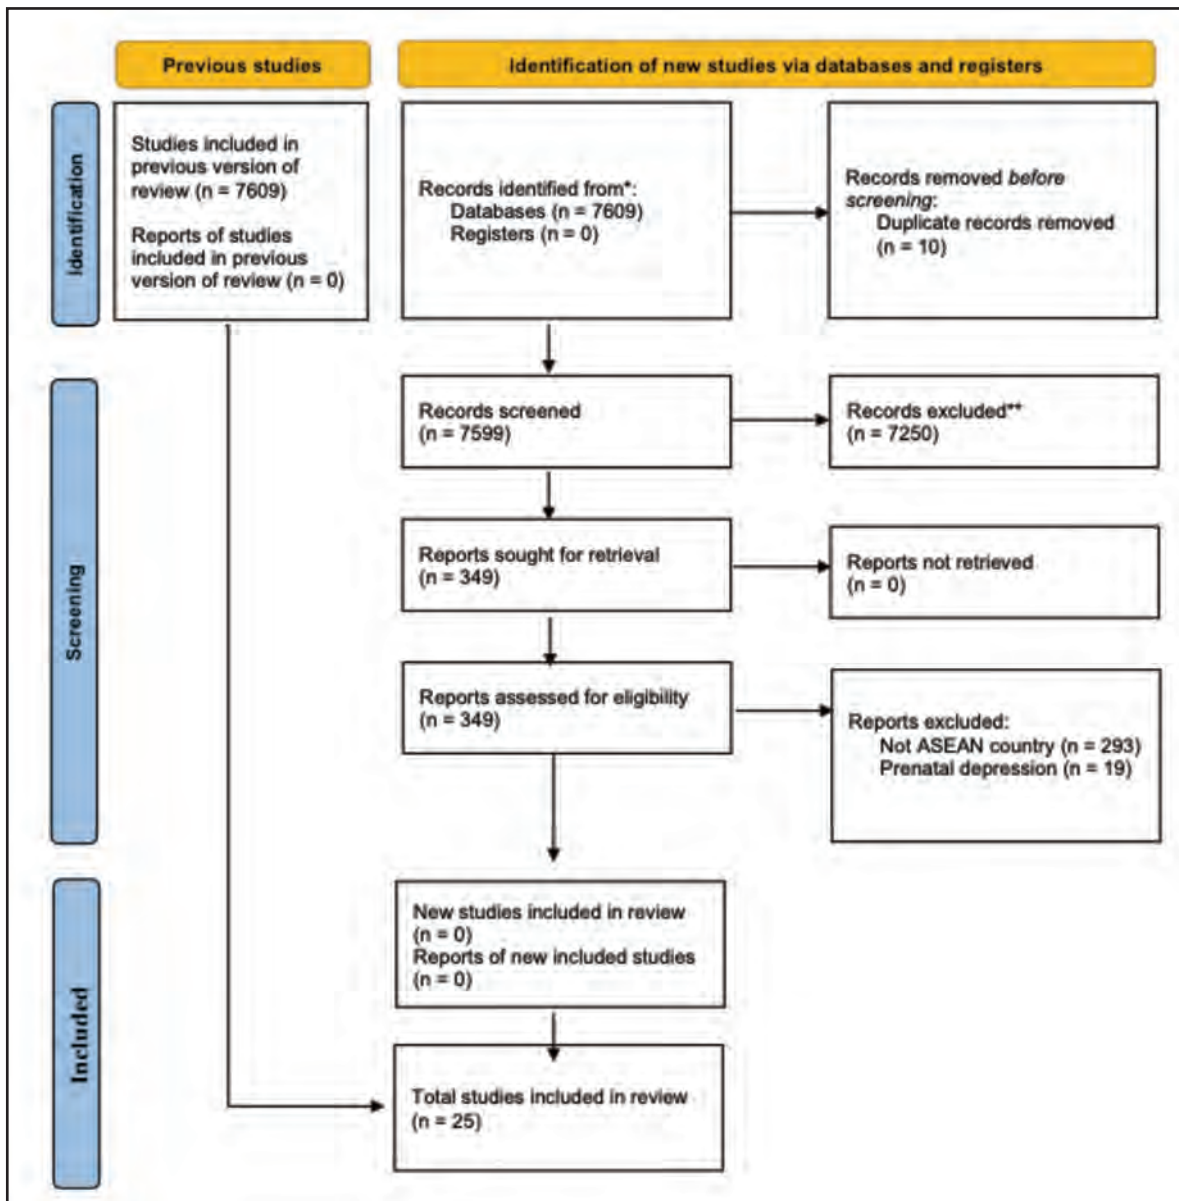 Previous studies
Identification of new studies via databases and registers
Identification
Studies included in
previous version of
review (n = 7609)
Reports of studies
included in previous
version of review (n = 0)
Records identified from*:
Databases (n = 7609)
Registers (n = 0)
Records removed before
screening:
Duplicate records removed
(n = 10)
Screening
Records screened
(n = 7599)
Records excluded**
(n = 7250)
Reports sought for retrieval
(n = 349)
Reports not retrieved
(n = 0)
Reports assessed for eligibility
(n = 349)
Reports excluded:
Not ASEAN country (n = 293)
Prenatal depression (n = 19)
Included
New studies included in review
(n = 0)
Reports of new included studies
(n = 0)
Total studies included in review
(n = 25)